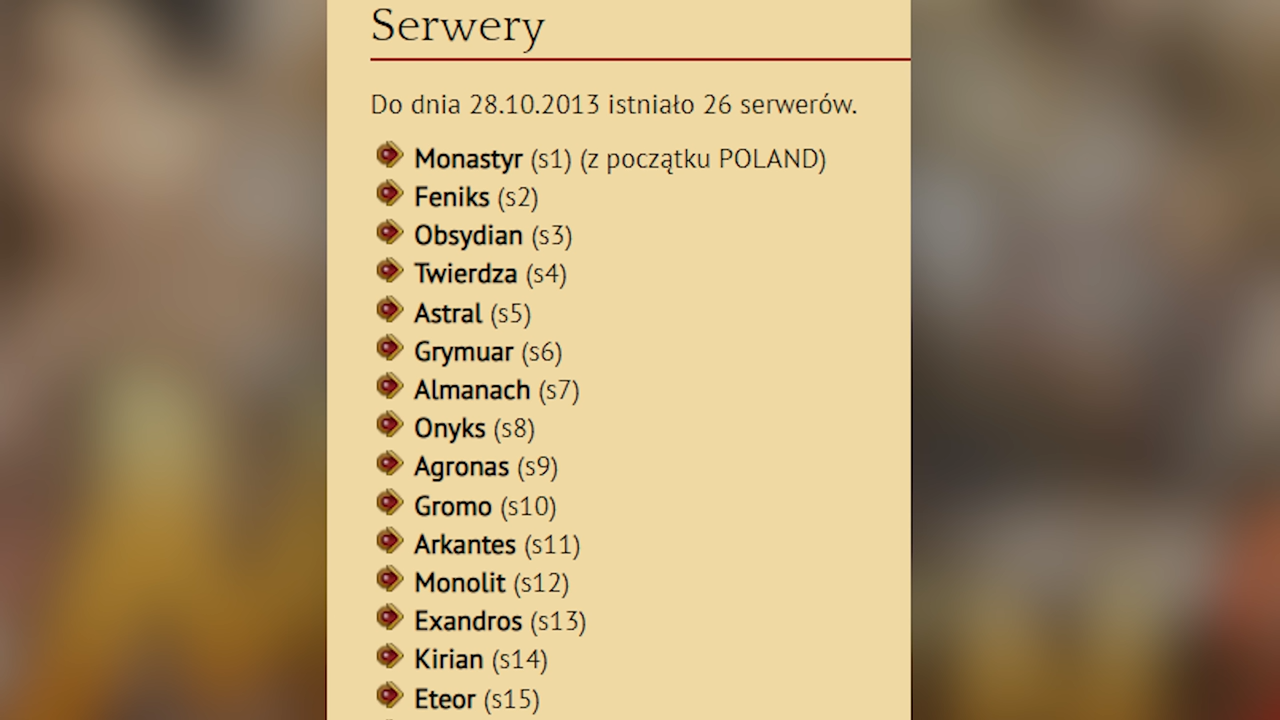 Serwery
Do dnia 28.10.2013 istniało 26 serwerów.
Monastyr (s1) (z początku POLAND)
Feniks (s2)
Obsydian (s3)
Twierdza (s4)
Astral (s5)
Grymuar (s6)
Almanach (s7)
Onyks (s8)
Agronas (s9)
Gromo (s10)
Arkantes (s11)
Monolit (s12)
Exandros (s13)
Kirian (s14)
Eteor (s15)